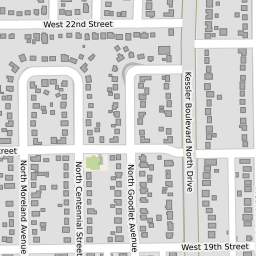 West 22nd Street
Kessler Boulevard North Drive
reet
North Moreland Avenue
North Centennial Street
North Goodlet Avenue
West 19th Street